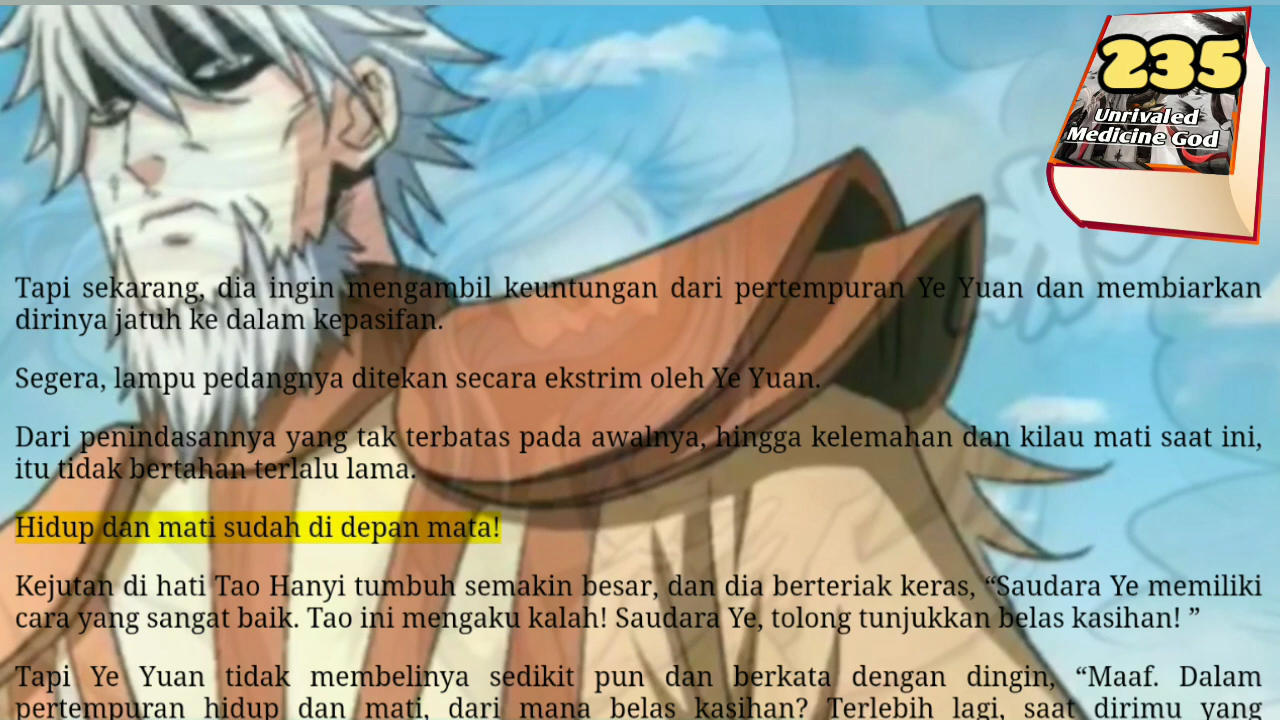 235
Unrivaled
Medicine God
Tapi sekarang, dia ingin mengambil keuntungan dari pertempuran Ye Yuan dan membiarkan
dirinya jatuh ke dalam kepasifan.
Segera, lampu pedangnya ditekan secara ekstrim oleh Ye Yuan.
Dari penindasannya yang tak terbatas pada awalnya, hingga kelemahan dan kilau mati saat ini,
itu tidak bertahan terlalu lama.
Hidup dan mati sudah di depan mata!
Kejutan di hati Tao Hanyi tumbuh semakin besar, dan dia berteriak keras, “Saudara Ye memiliki
cara yang sangat baik. Tao ini mengaku kalah! Saudara Ye, tolong tunjukkan belas kasihan! ”
Tapi Ye Yuan tidak membelinya sedikit pun dan berkata dengan dingin, “Maaf. Dalam
pertempuran hidup dan mati, dari mana belas kasihan? Terlebih lagi, saat dirimu yang